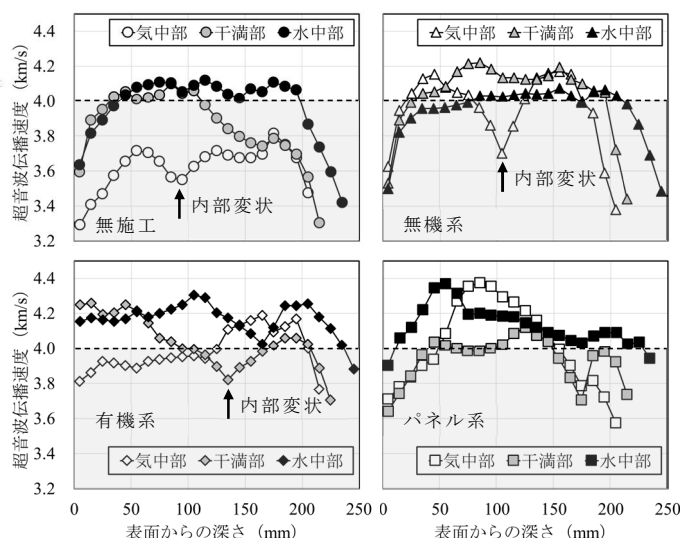 超音波伝播速度（km/s）
4.4
4.2
4.0
3.8
3.6
3.4
3.2
気中部 干満部 水中部
内部変状
無施工
気中部 干満部 水中部
内部変状
無機系
超音波伝播速度（km/s）
4.4
4.2
4.0
3.8
3.6
3.4
3.2
内部変状
有機系
気中部 干満部 水中部
0 50 100 150 200 250
表面からの深さ（mm）
パネル系
気中部 干満部 水中部
0 50 100 150 200 250
表面からの深さ（mm）